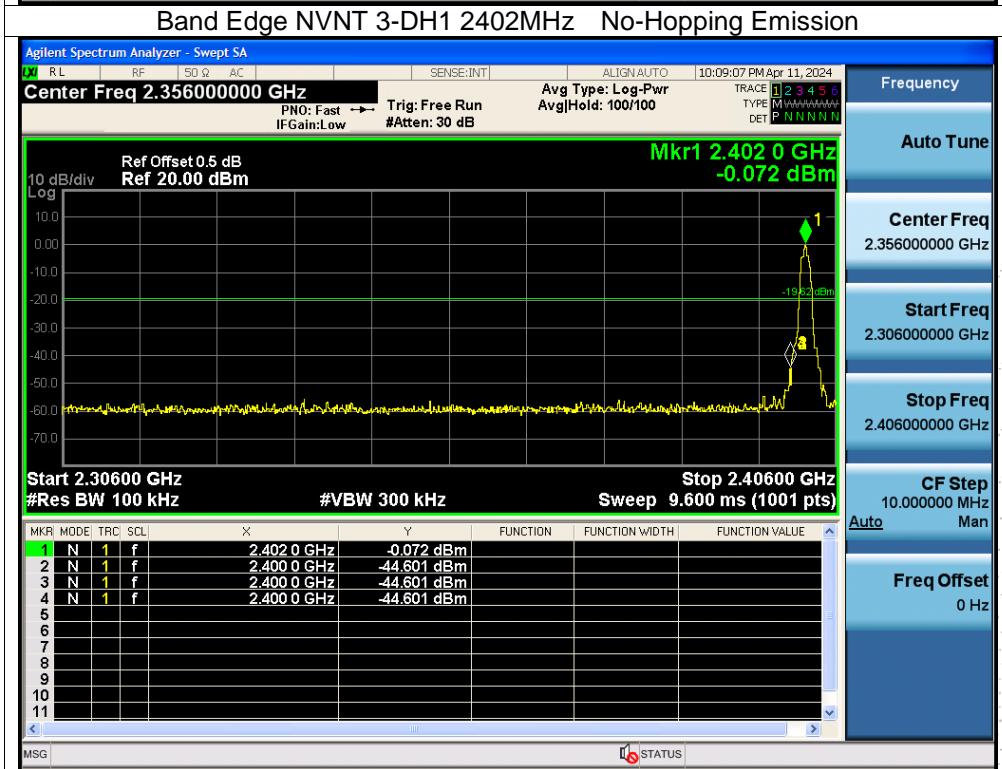 Band Edge NVNT 3-DH1 2402MHz    No-Hopping Emission
Agilent Spectrum Analyzer - Swept SA
LXI RL RF 50 Ω AC SENSE:INT ALIGN AUTO 10:09:07 PM Apr 11, 2024
Center Freq 2.356000000 GHz
PNO: Fast
IFGain:Low
Trig: Free Run
#Atten: 30 dB
Avg Type: Log-Pwr
Avg|Hold: 100/100
TRACE 1 2 3 4 5 6
TYPE M WWWWW
DET P N N N N N
Mkr1 2.402 0 GHz
-0.072 dBm
Ref Offset 0.5 dB
10 dB/div Ref 20.00 dBm
Log
1
10.0
0.00
-10.0
-20.0
-19.62 dBm
-30.0
-40.0
-50.0
-60.0
-70.0
Start 2.30600 GHz Stop 2.40600 GHz
#Res BW 100 kHz #VBW 300 kHz Sweep 9.600 ms (1001 pts)
MKR MODE TRC SCL X Y FUNCTION FUNCTION WIDTH FUNCTION VALUE
1 N 1 f 2.402 0 GHz -0.072 dBm
2 N 1 f 2.400 0 GHz -44.601 dBm
3 N 1 f 2.400 0 GHz -44.601 dBm
4 N 1 f 2.400 0 GHz -44.601 dBm
5
6
7
8
9
10
11
MSG STATUS
Frequency
Auto Tune
Center Freq
2.356000000 GHz
Start Freq
2.306000000 GHz
Stop Freq
2.406000000 GHz
CF Step
10.000000 MHz
Auto Man
Freq Offset
0 Hz